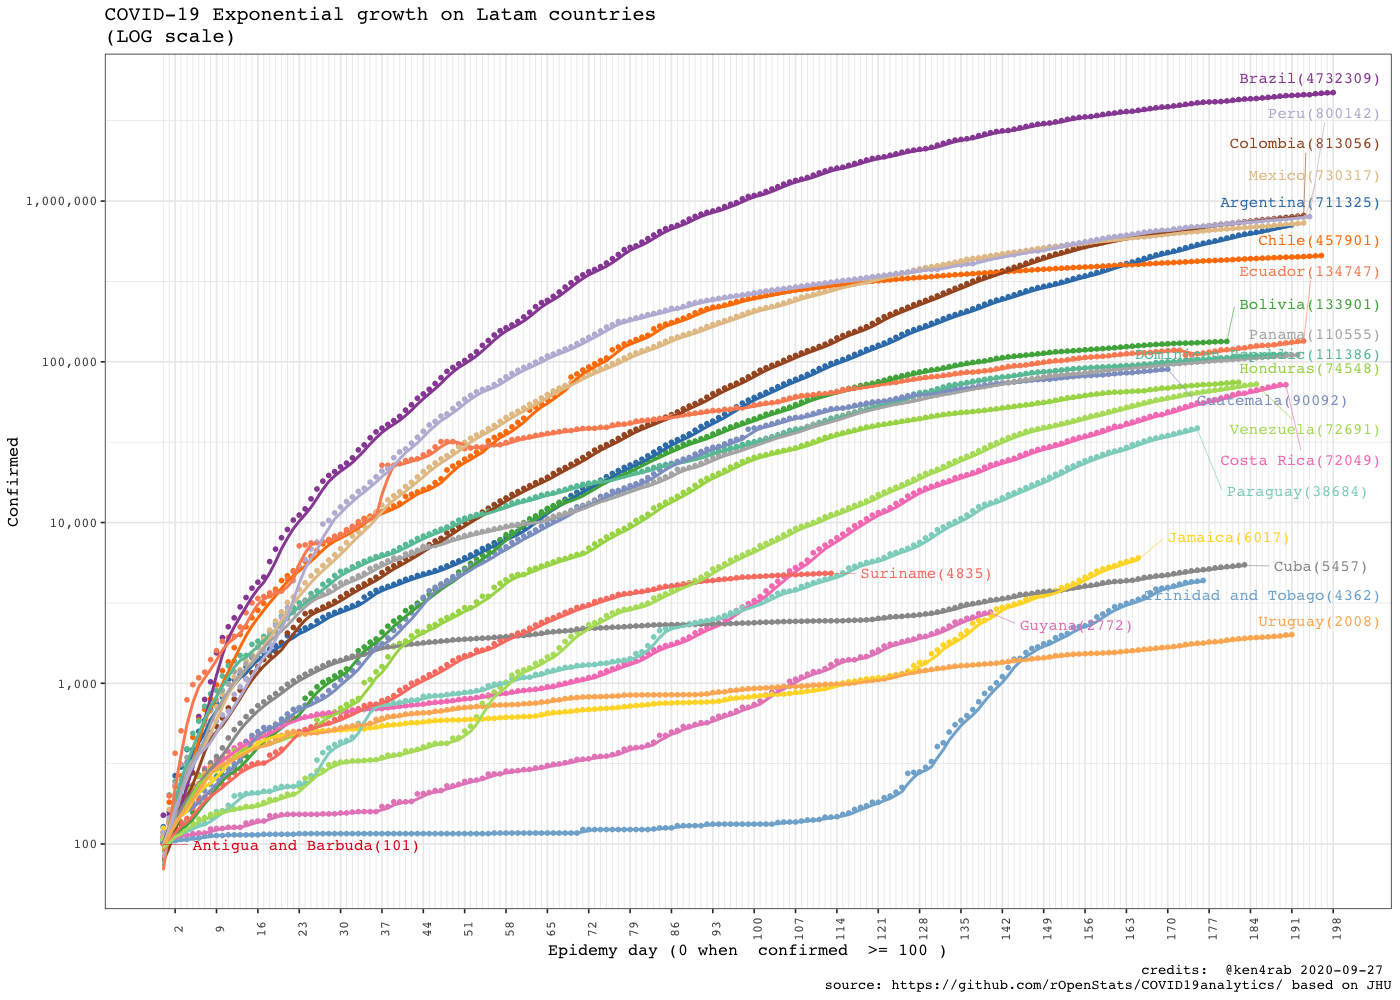 COVID-19 Exponential growth on Latam countries
(LOG scale)
Brazil(4732309)
Peru(800142)
Colombia(813056)
Mexico(730317)
Argentina(711325)
Chile(457901)
Ecuador(134747)
Bolivia(133901)
Panama(110555)
Dominican Republic(111386)
Honduras(74548)
Guatemala(90092)
Venezuela(72691)
Costa Rica(72049)
Paraguay(38684)
Jamaica(6017)
Suriname(4835)
Cuba(5457)
Trinidad and Tobago(4362)
Uruguay(2008)
Guyana(2772)
Antigua and Barbuda(101)
Confirmed
1,000,000
100,000
10,000
1,000
100
2 9 16 23 30 37 44 51 58 65 72 79 86 93 100 107 114 121 128 135 142 149 156 163 170 177 184 191 198
Epidemy day (0 when  confirmed  >= 100 )
credits:  @ken4rab 2020-09-27
source: https://github.com/rOpenStats/COVID19analytics/ based on JHU